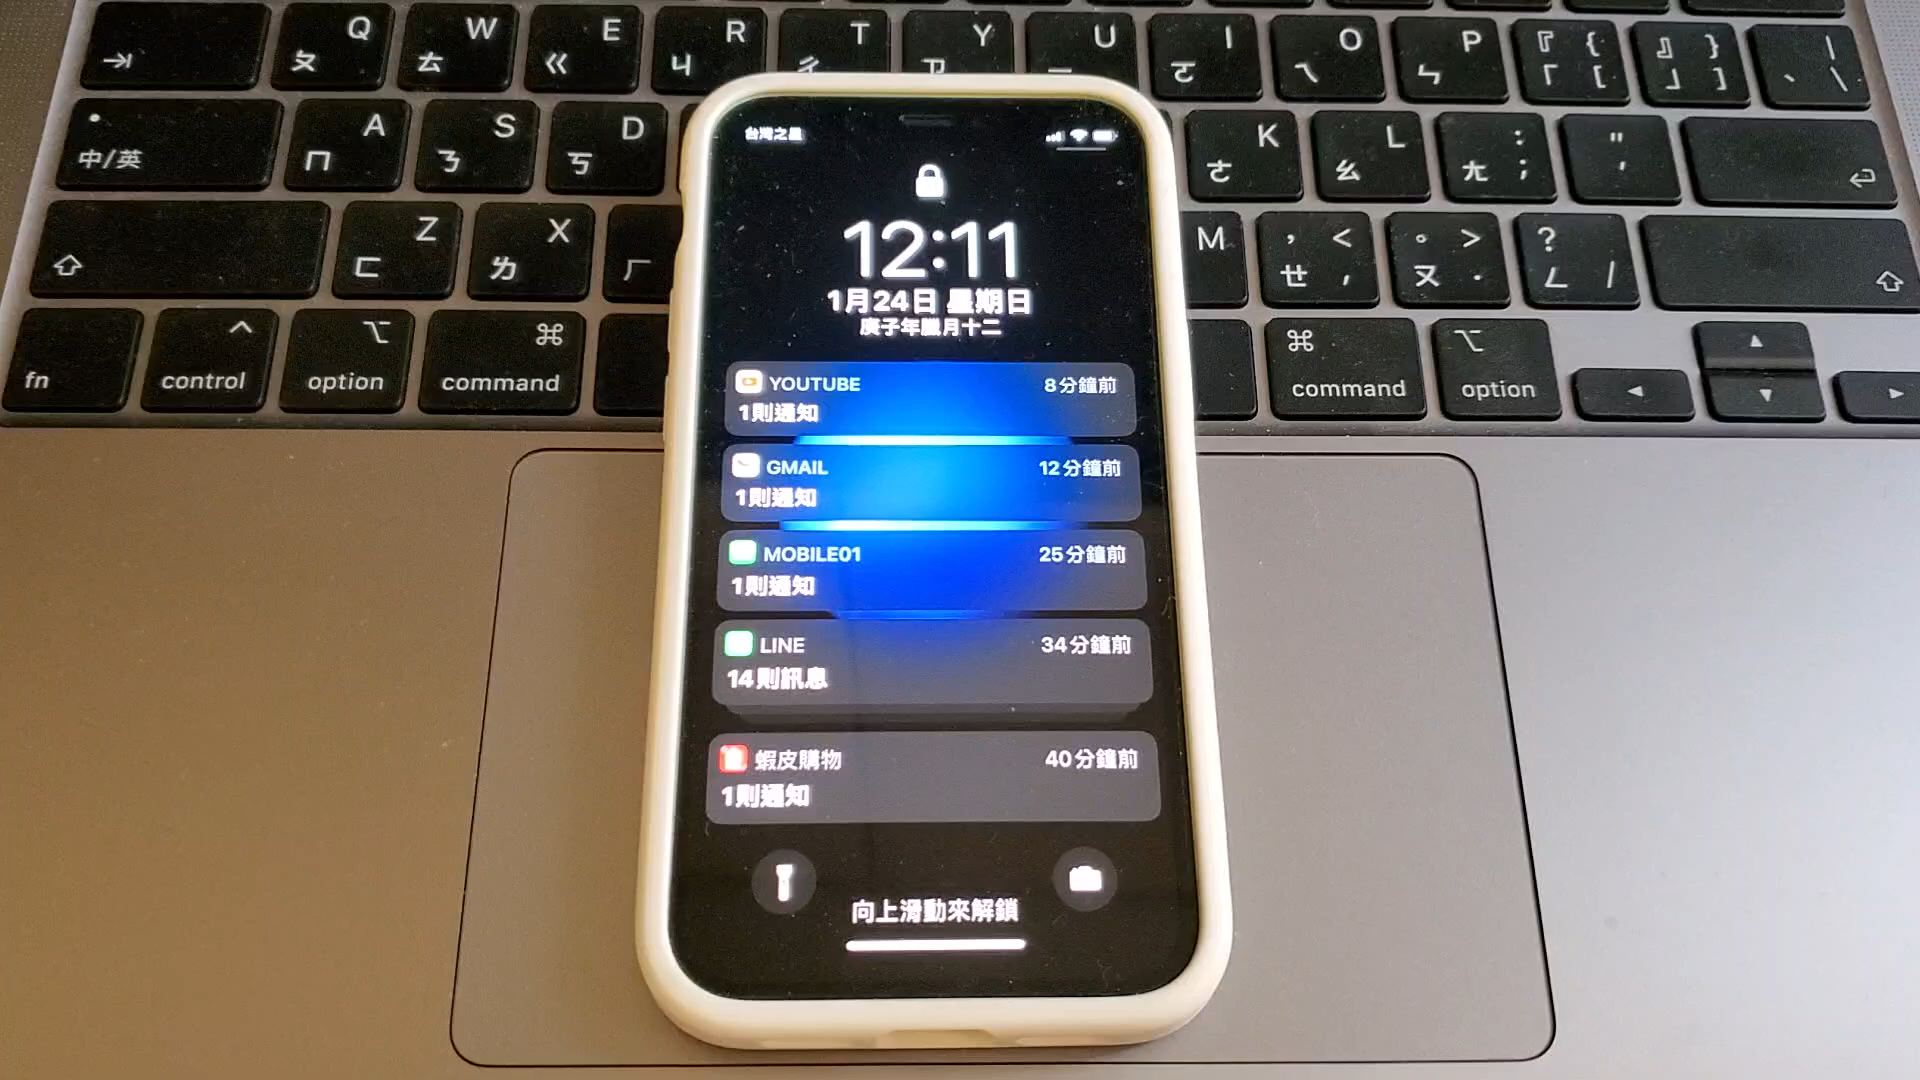 Q W E R T Y U I O P 『 { 』 } |
ㄆ ㄊ ㄍ ㄐ ㄔ ㄗ ㄧ ㄛ ㄟ ㄣ 「 [ 」 ] 、 \
A S D K L : "
中/英 ㄇ ㄋ ㄎ ㄜ ㄠ ㄤ ; '
Z X M , < 。 > ?
ㄈ ㄌ ㄏ ㄝ , ㄡ . ㄥ /
fn control option command command option
台灣之星
12:11
1月24日 星期日
庚子年臘月十二
YOUTUBE 8分鐘前
1則通知
GMAIL 12分鐘前
1則通知
MOBILE01 25分鐘前
1則通知
LINE 34分鐘前
14則訊息
蝦皮購物 40分鐘前
1則通知
向上滑動來解鎖